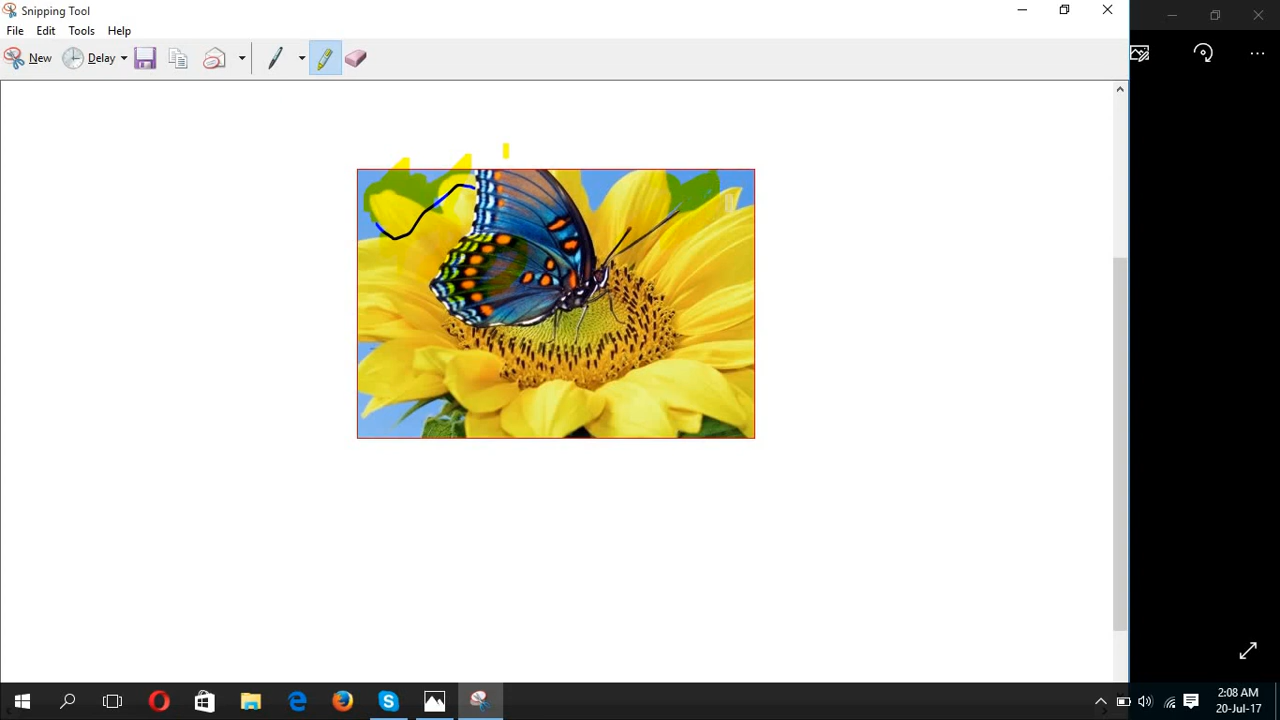 Snipping Tool
File Edit Tools Help
New Delay
2:08 AM
20-Jul-17